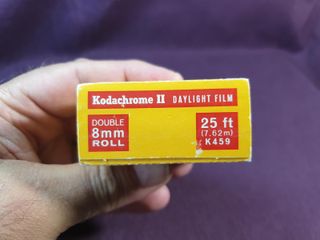 Kodachrome II DAYLIGHT FILM
DOUBLE
8mm
ROLL
25 ft
(7,62m)
K459